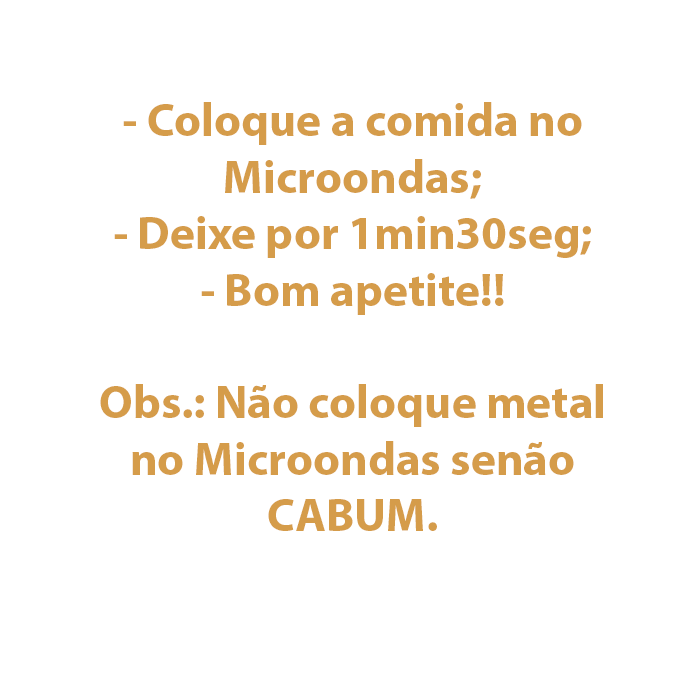 - Coloque a comida no
Microondas;
- Deixe por 1min30seg;
- Bom apetite!!
Obs.: Não coloque metal
no Microondas senão
CABUM.